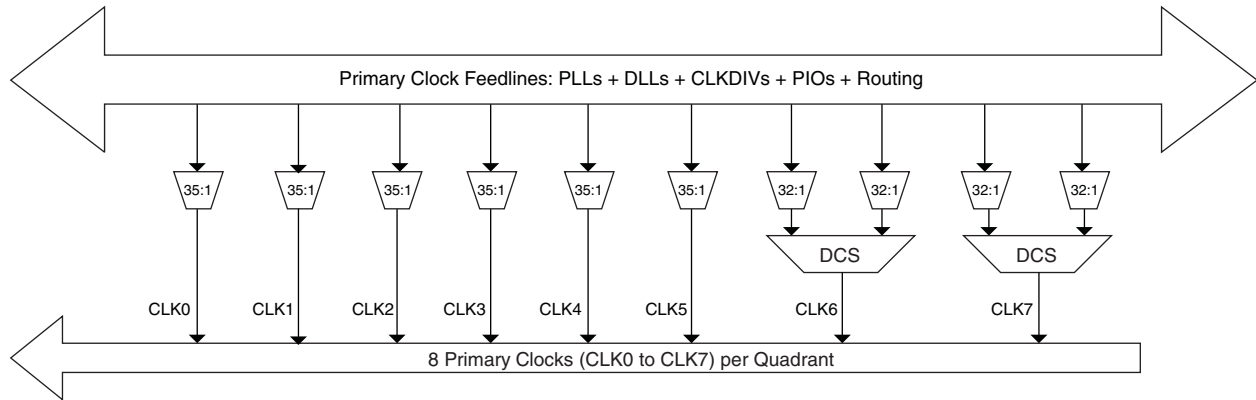 Primary Clock Feedlines: PLLs + DLLs + CLKDIVs + PIOs + Routing
35:1
35:1
35:1
35:1
35:1
35:1
32:1
32:1
32:1
32:1
DCS
DCS
CLK0
CLK1
CLK2
CLK3
CLK4
CLK5
CLK6
CLK7
8 Primary Clocks (CLK0 to CLK7) per Quadrant